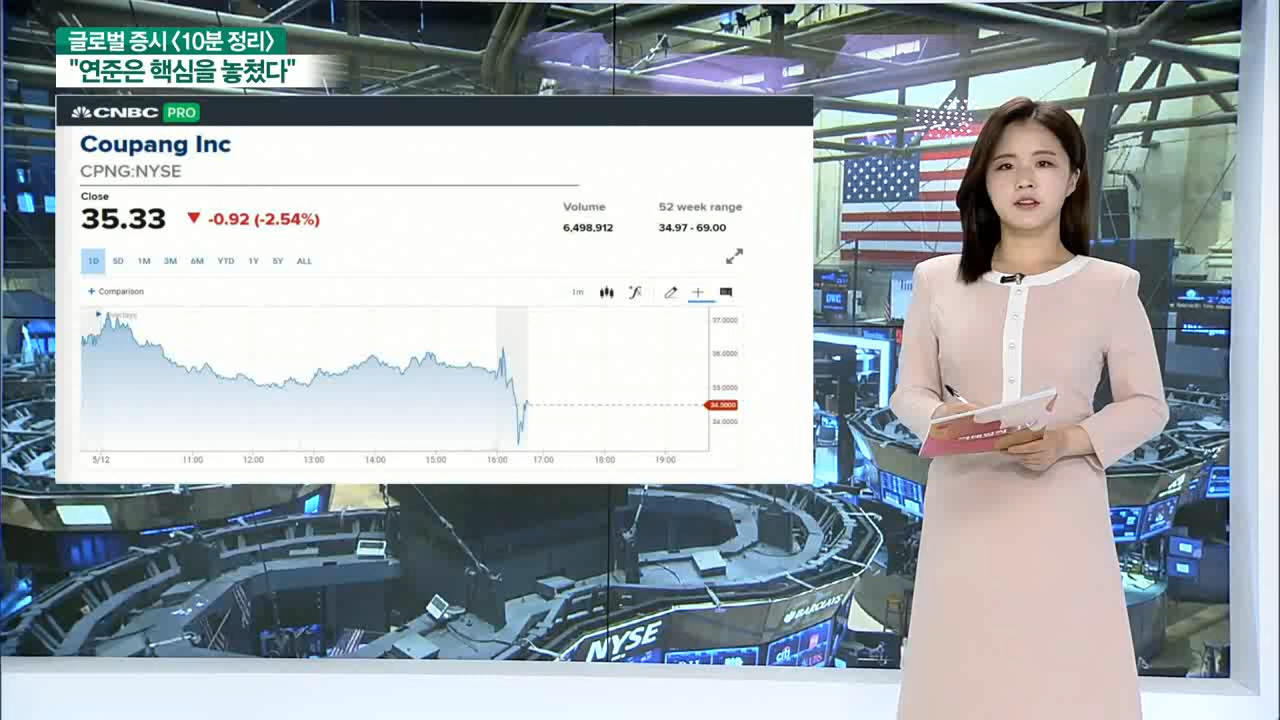 글로벌 증시 〈10분 정리〉
"연준은 핵심을 놓쳤다"
CNBC PRO
Coupang Inc
CPNG:NYSE
Close
35.33 ▼ -0.92 (-2.54%)
Volume
6,498,912
52 week range
34.97 - 69.00
1D 5D 1M 3M 6M YTD 1Y 5Y ALL
+ Comparison
1m
Overlays
37.0000
36.0000
35.0000
34.5000
34.0000
5/12 11:00 12:00 13:00 14:00 15:00 16:00 17:00 18:00 19:00
DWC
NYSE
BARCLAYS
citi
UBS